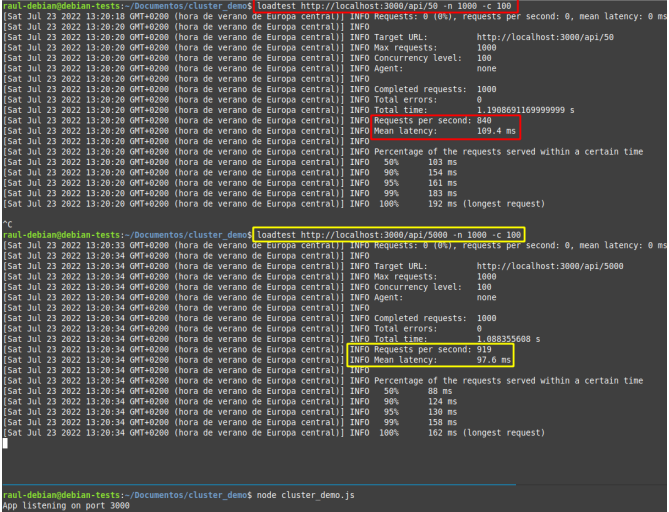 raul-debian@debian-tests:~/Documentos/cluster_demo$ loadtest http://localhost:3000/api/50 -n 1000 -c 100
[Sat Jul 23 2022 13:20:18 GMT+0200 (hora de verano de Europa central)] INFO Requests: 0 (0%), requests per second: 0, mean latency: 0 ms
[Sat Jul 23 2022 13:20:20 GMT+0200 (hora de verano de Europa central)] INFO
[Sat Jul 23 2022 13:20:20 GMT+0200 (hora de verano de Europa central)] INFO Target URL: http://localhost:3000/api/50
[Sat Jul 23 2022 13:20:20 GMT+0200 (hora de verano de Europa central)] INFO Max requests: 1000
[Sat Jul 23 2022 13:20:20 GMT+0200 (hora de verano de Europa central)] INFO Concurrency level: 100
[Sat Jul 23 2022 13:20:20 GMT+0200 (hora de verano de Europa central)] INFO Agent: none
[Sat Jul 23 2022 13:20:20 GMT+0200 (hora de verano de Europa central)] INFO
[Sat Jul 23 2022 13:20:20 GMT+0200 (hora de verano de Europa central)] INFO Completed requests: 1000
[Sat Jul 23 2022 13:20:20 GMT+0200 (hora de verano de Europa central)] INFO Total errors: 0
[Sat Jul 23 2022 13:20:20 GMT+0200 (hora de verano de Europa central)] INFO Total time: 1.1908691169999999 s
[Sat Jul 23 2022 13:20:20 GMT+0200 (hora de verano de Europa central)] INFO Requests per second: 840
[Sat Jul 23 2022 13:20:20 GMT+0200 (hora de verano de Europa central)] INFO Mean latency: 109.4 ms
[Sat Jul 23 2022 13:20:20 GMT+0200 (hora de verano de Europa central)] INFO
[Sat Jul 23 2022 13:20:20 GMT+0200 (hora de verano de Europa central)] INFO Percentage of the requests served within a certain time
[Sat Jul 23 2022 13:20:20 GMT+0200 (hora de verano de Europa central)] INFO 50% 103 ms
[Sat Jul 23 2022 13:20:20 GMT+0200 (hora de verano de Europa central)] INFO 90% 154 ms
[Sat Jul 23 2022 13:20:20 GMT+0200 (hora de verano de Europa central)] INFO 95% 161 ms
[Sat Jul 23 2022 13:20:20 GMT+0200 (hora de verano de Europa central)] INFO 99% 183 ms
[Sat Jul 23 2022 13:20:20 GMT+0200 (hora de verano de Europa central)] INFO 100% 192 ms (longest request)
^C
raul-debian@debian-tests:~/Documentos/cluster_demo$ loadtest http://localhost:3000/api/5000 -n 1000 -c 100
[Sat Jul 23 2022 13:20:33 GMT+0200 (hora de verano de Europa central)] INFO Requests: 0 (0%), requests per second: 0, mean latency: 0 ms
[Sat Jul 23 2022 13:20:34 GMT+0200 (hora de verano de Europa central)] INFO
[Sat Jul 23 2022 13:20:34 GMT+0200 (hora de verano de Europa central)] INFO Target URL: http://localhost:3000/api/5000
[Sat Jul 23 2022 13:20:34 GMT+0200 (hora de verano de Europa central)] INFO Max requests: 1000
[Sat Jul 23 2022 13:20:34 GMT+0200 (hora de verano de Europa central)] INFO Concurrency level: 100
[Sat Jul 23 2022 13:20:34 GMT+0200 (hora de verano de Europa central)] INFO Agent: none
[Sat Jul 23 2022 13:20:34 GMT+0200 (hora de verano de Europa central)] INFO
[Sat Jul 23 2022 13:20:34 GMT+0200 (hora de verano de Europa central)] INFO Completed requests: 1000
[Sat Jul 23 2022 13:20:34 GMT+0200 (hora de verano de Europa central)] INFO Total errors: 0
[Sat Jul 23 2022 13:20:34 GMT+0200 (hora de verano de Europa central)] INFO Total time: 1.088355608 s
[Sat Jul 23 2022 13:20:34 GMT+0200 (hora de verano de Europa central)] INFO Requests per second: 919
[Sat Jul 23 2022 13:20:34 GMT+0200 (hora de verano de Europa central)] INFO Mean latency: 97.6 ms
[Sat Jul 23 2022 13:20:34 GMT+0200 (hora de verano de Europa central)] INFO
[Sat Jul 23 2022 13:20:34 GMT+0200 (hora de verano de Europa central)] INFO Percentage of the requests served within a certain time
[Sat Jul 23 2022 13:20:34 GMT+0200 (hora de verano de Europa central)] INFO 50% 88 ms
[Sat Jul 23 2022 13:20:34 GMT+0200 (hora de verano de Europa central)] INFO 90% 124 ms
[Sat Jul 23 2022 13:20:34 GMT+0200 (hora de verano de Europa central)] INFO 95% 130 ms
[Sat Jul 23 2022 13:20:34 GMT+0200 (hora de verano de Europa central)] INFO 99% 158 ms
[Sat Jul 23 2022 13:20:34 GMT+0200 (hora de verano de Europa central)] INFO 100% 162 ms (longest request)
raul-debian@debian-tests:~/Documentos/cluster_demo$ node cluster_demo.js
App listening on port 3000